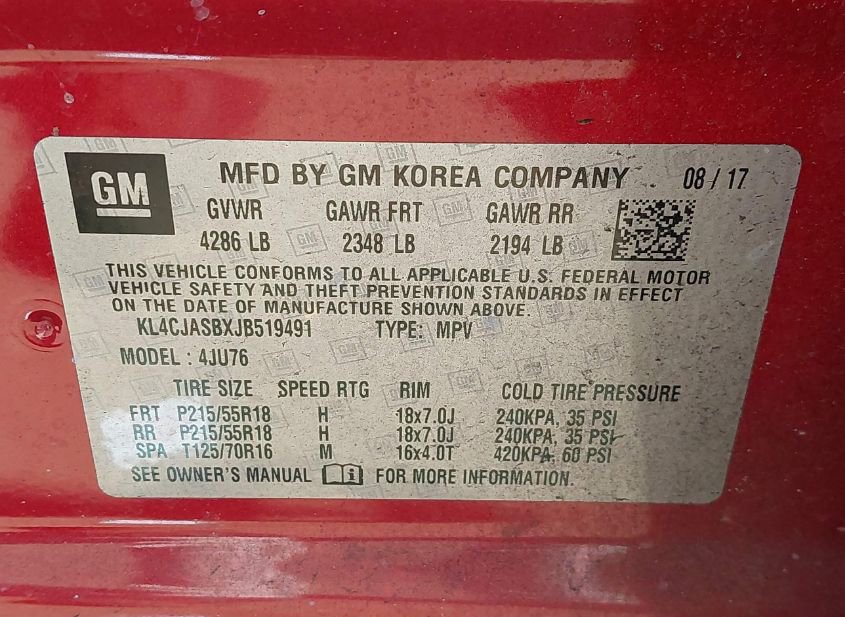 GM
MFD BY GM KOREA COMPANY 08 / 17
GVWR GAWR FRT GAWR RR
4286 LB 2348 LB 2194 LB
THIS VEHICLE CONFORMS TO ALL APPLICABLE U.S. FEDERAL MOTOR
VEHICLE SAFETY AND THEFT PREVENTION STANDARDS IN EFFECT
ON THE DATE OF MANUFACTURE SHOWN ABOVE.
KL4CJASBXJB519491 TYPE: MPV
MODEL : 4JU76
TIRE SIZE SPEED RTG RIM COLD TIRE PRESSURE
FRT P215/55R18 H 18x7.0J 240KPA, 35 PSI
RR P215/55R18 H 18x7.0J 240KPA, 35 PSI
SPA T125/70R16 M 16x4.0T 420KPA, 60 PSI
SEE OWNER'S MANUAL FOR MORE INFORMATION.